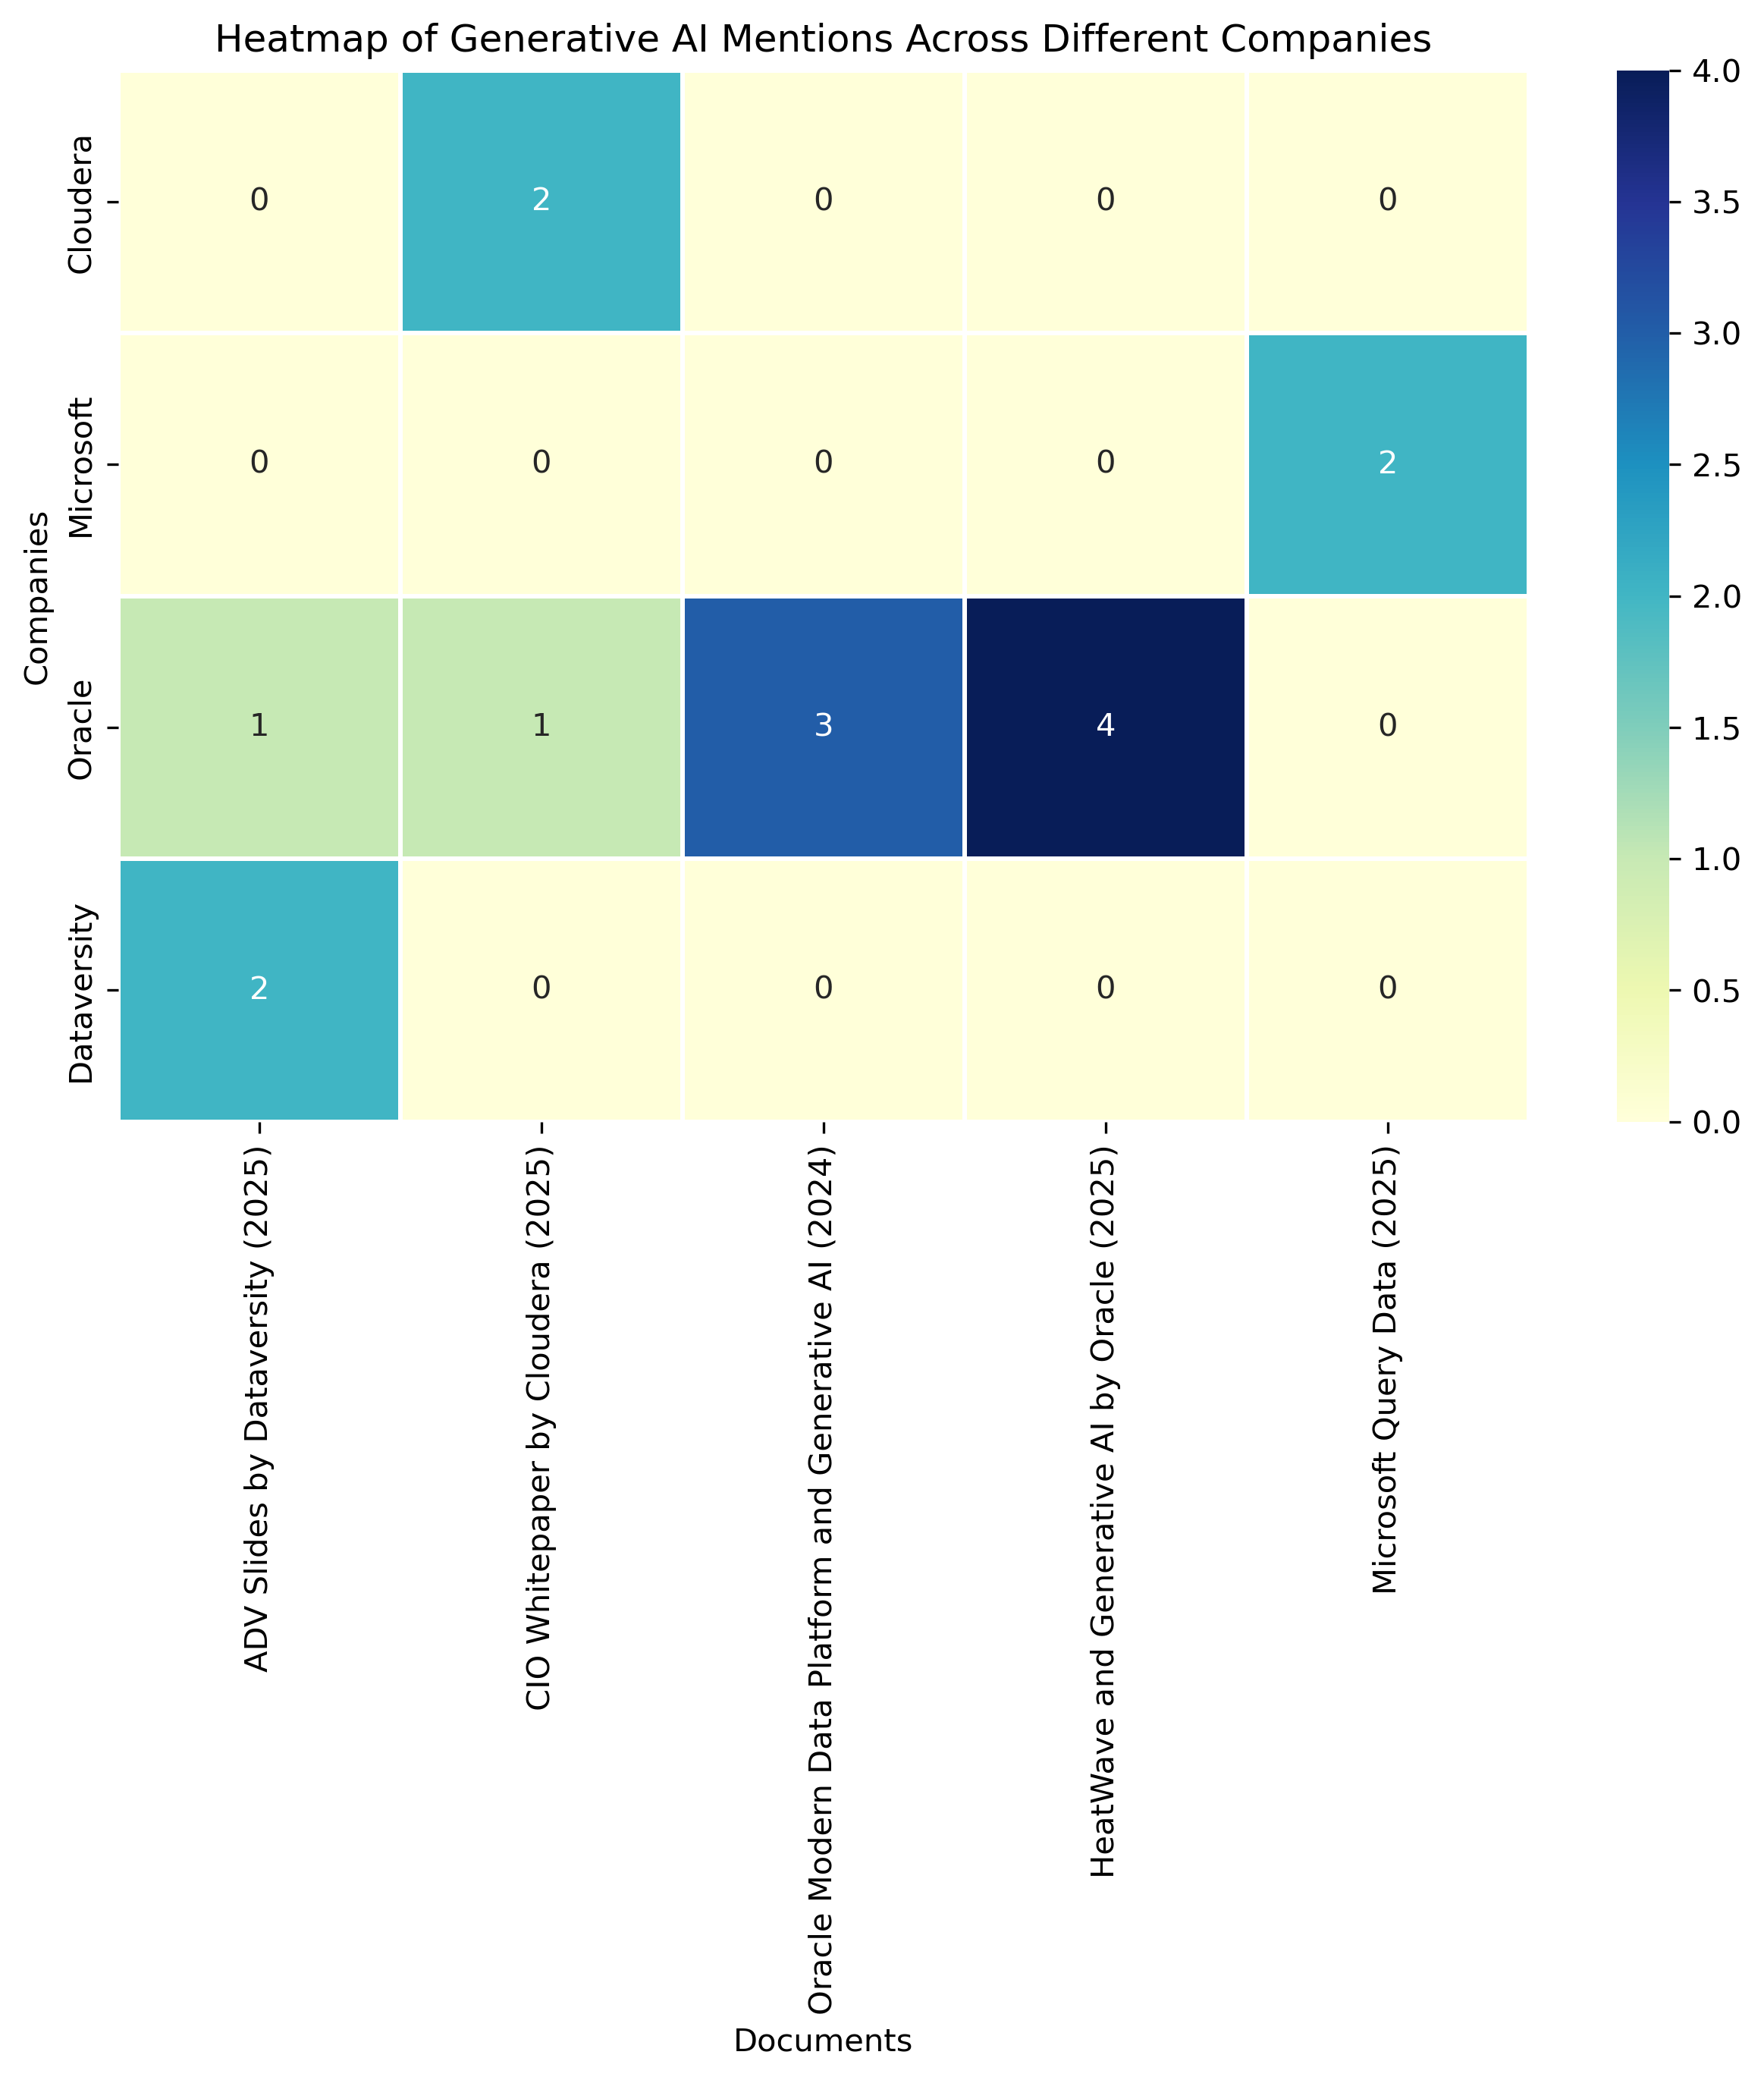 Heatmap of Generative AI Mentions Across Different Companies
Companies
Cloudera
0 2 0 0 0
Microsoft
0 0 0 0 2
Oracle
1 1 3 4 0
Dataversity
2 0 0 0 0
ADV Slides by Dataversity (2025)
CIO Whitepaper by Cloudera (2025)
Oracle Modern Data Platform and Generative AI (2024)
HeatWave and Generative AI by Oracle (2025)
Microsoft Query Data (2025)
Documents
4.0
3.5
3.0
2.5
2.0
1.5
1.0
0.5
0.0